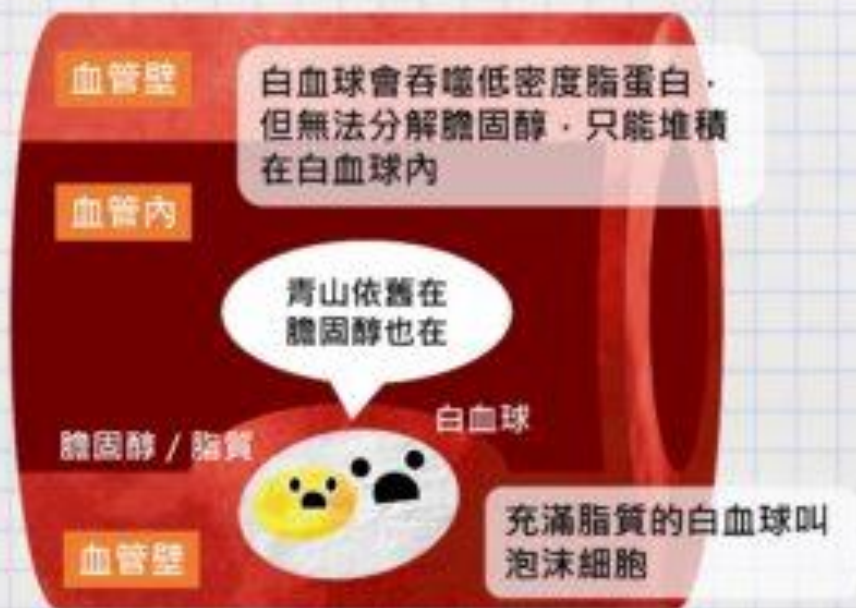 血管壁
白血球會吞噬低密度脂蛋白，
但無法分解膽固醇，只能堆積
在白血球內
血管內
青山依舊在
膽固醇也在
白血球
膽固醇 / 脂質
充滿脂質的白血球叫
泡沫細胞
血管壁